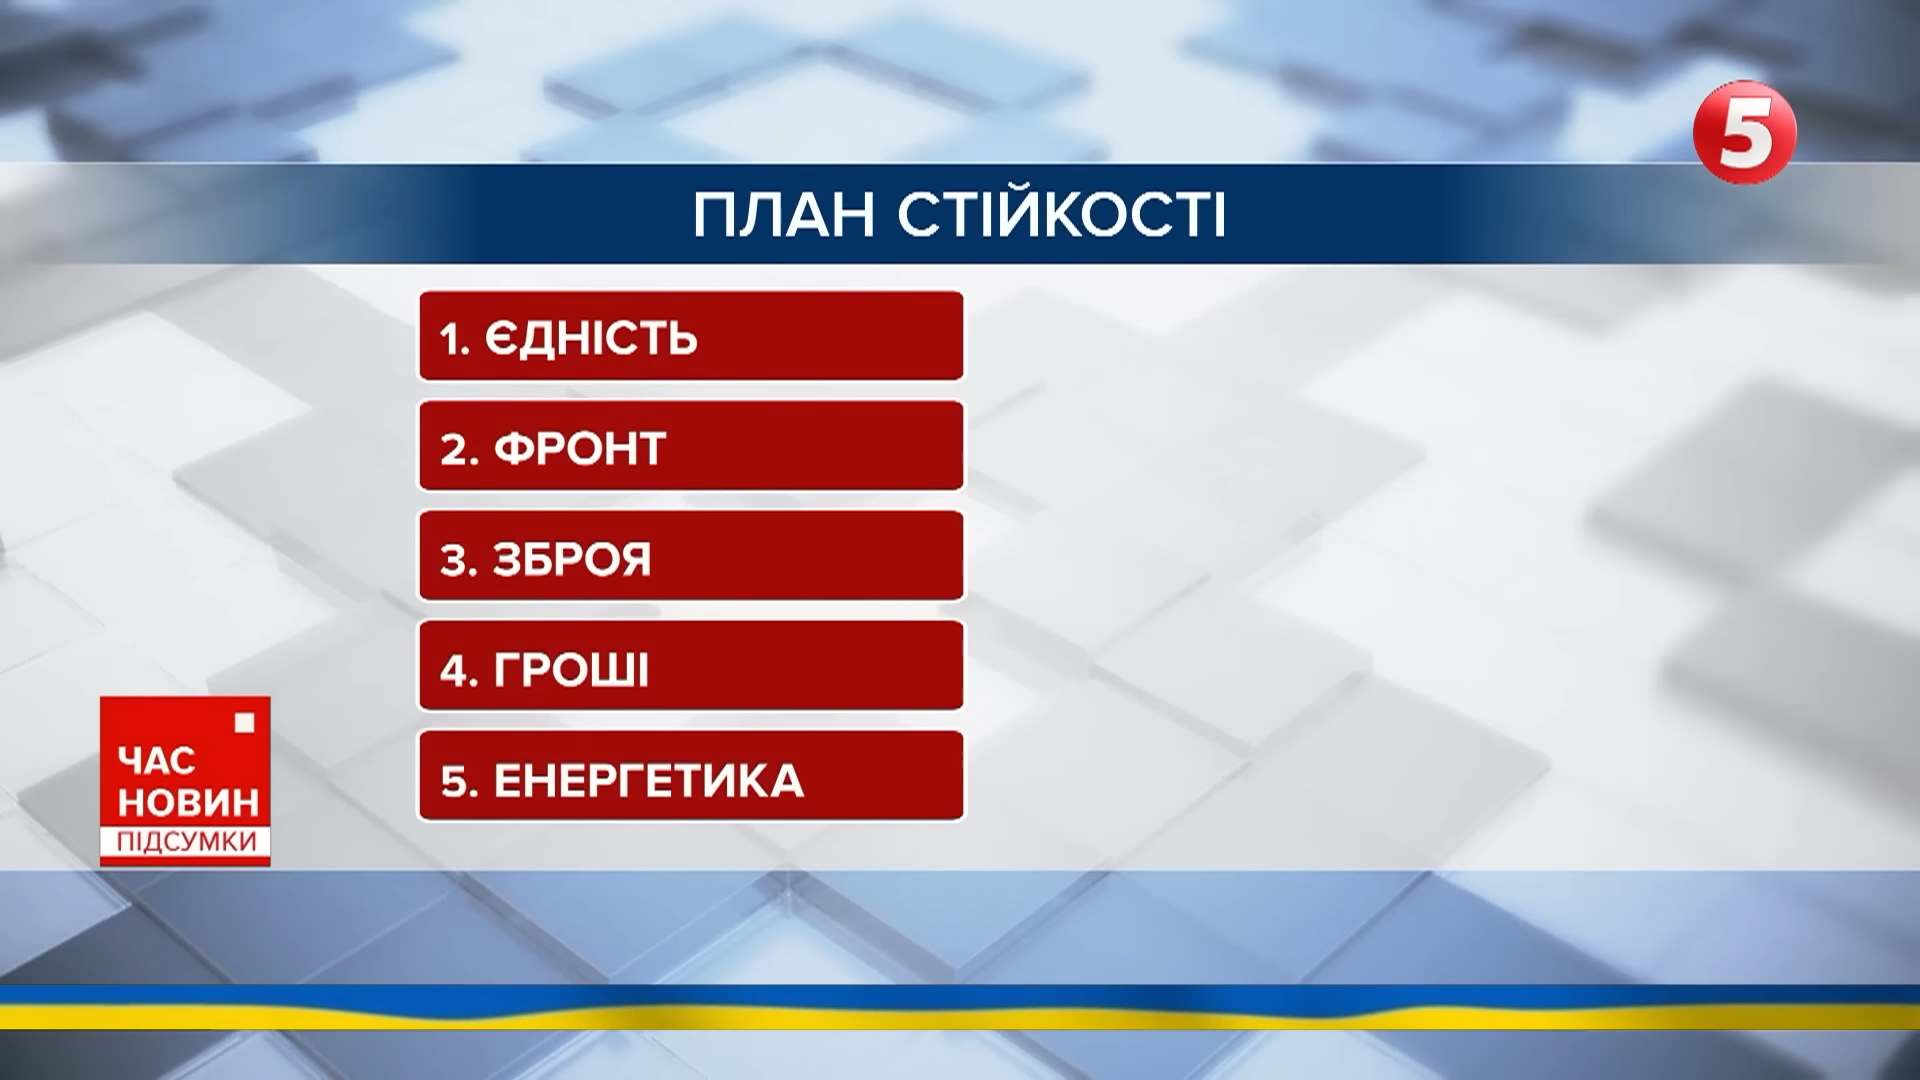 5
ПЛАН СТІЙКОСТІ
1. ЄДНІСТЬ
2. ФРОНТ
3. ЗБРОЯ
4. ГРОШІ
5. ЕНЕРГЕТИКА
ЧАС
НОВИН
ПІДСУМКИ